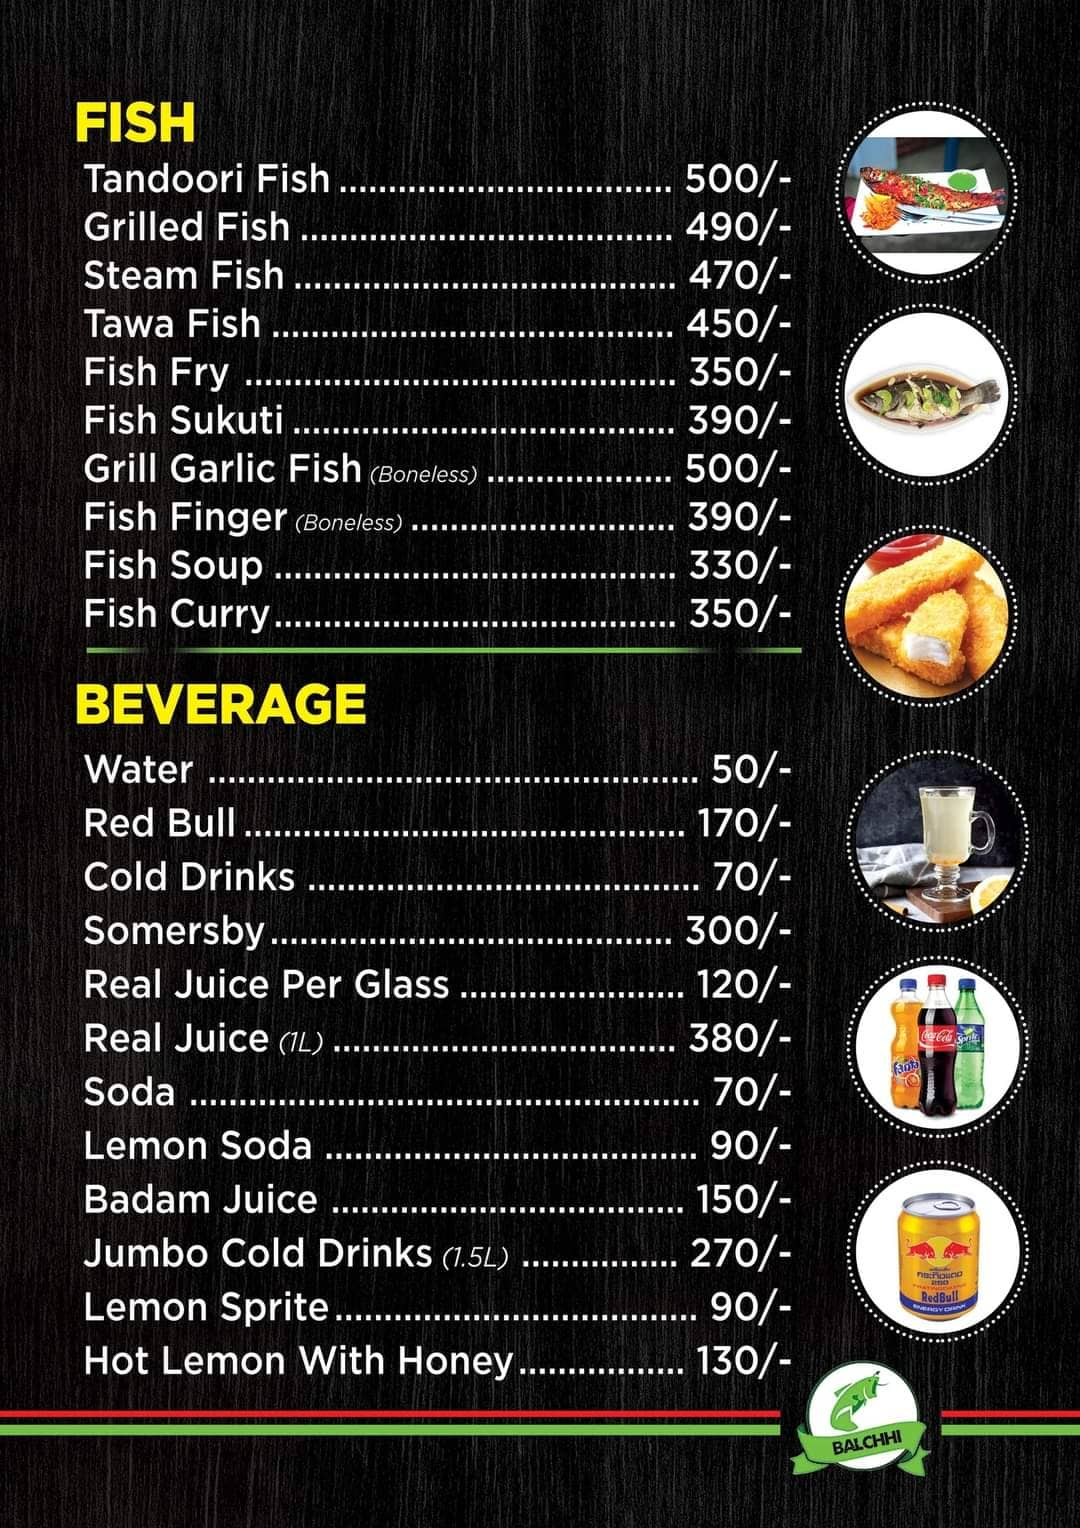 FISH
Tandoori Fish .................................. 500/-
Grilled Fish ...................................... 490/-
Steam Fish ....................................... 470/-
Tawa Fish ......................................... 450/-
Fish Fry ............................................ 350/-
Fish Sukuti ....................................... 390/-
Grill Garlic Fish (Boneless) ................... 500/-
Fish Finger (Boneless) ........................... 390/-
Fish Soup ......................................... 330/-
Fish Curry......................................... 350/-
BEVERAGE
Water .................................................. 50/-
Red Bull ............................................. 170/-
Cold Drinks ........................................ 70/-
Somersby ......................................... 300/-
Real Juice Per Glass ....................... 120/-
Real Juice (1L) ................................... 380/-
Soda .................................................... 70/-
Lemon Soda ...................................... 90/-
Badam Juice .................................... 150/-
Jumbo Cold Drinks (1.5L) ................ 270/-
Lemon Sprite ..................................... 90/-
Hot Lemon With Honey................. 130/-
Fanta
Coca-Cola
Sprite
250
RedBull
ENERGY DRINK
BALCHHI